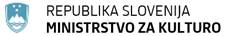 REPUBLIKA SLOVENIJA
MINISTRSTVO ZA KULTURO